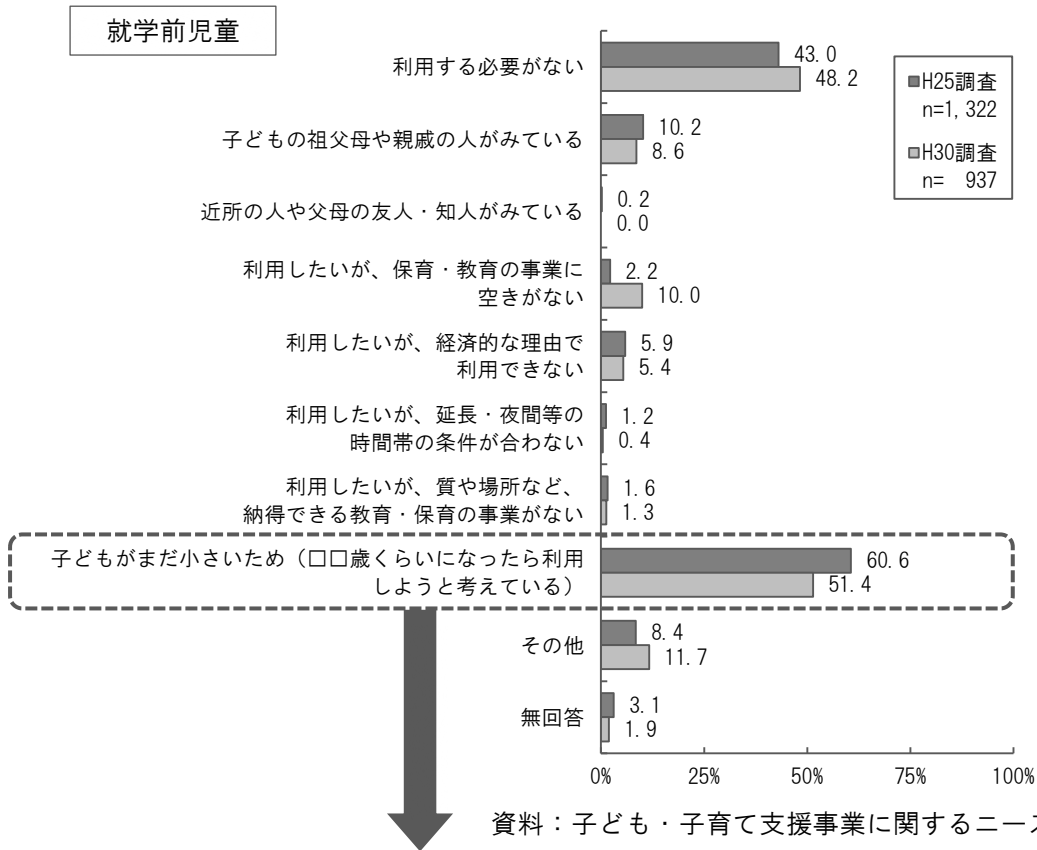 就学前児童
利用する必要がない
43.0
48.2
子どもの祖父母や親戚の人がみている
10.2
8.6
近所の人や父母の友人・知人がみている
0.2
0.0
利用したいが、保育・教育の事業に
空きがない
2.2
10.0
利用したいが、経済的な理由で
利用できない
5.9
5.4
利用したいが、延長・夜間等の
時間帯の条件が合わない
1.2
0.4
利用したいが、質や場所など、
納得できる教育・保育の事業がない
1.6
1.3
子どもがまだ小さいため（□□歳くらいになったら利用
しようと考えている）
60.6
51.4
その他
8.4
11.7
無回答
3.1
1.9
0% 25% 50% 75% 100%
H25調査
n=1,322
H30調査
n= 937
資料：子ども・子育て支援事業に関するニーズ